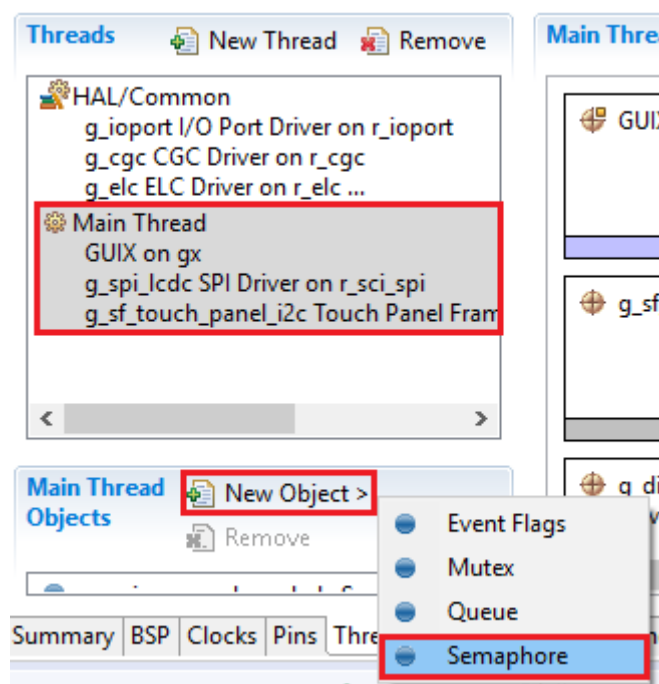 Threads New Thread Remove
HAL/Common
g_ioport I/O Port Driver on r_ioport
g_cgc CGC Driver on r_cgc
g_elc ELC Driver on r_elc ...
Main Thread
GUIX on gx
g_spi_lcdc SPI Driver on r_sci_spi
g_sf_touch_panel_i2c Touch Panel Fram
Main Thread Objects
New Object >
Remove
Event Flags
Mutex
Queue
Semaphore
Summary BSP Clocks Pins Thre
Main Threa
GUI
g_sf
g_di